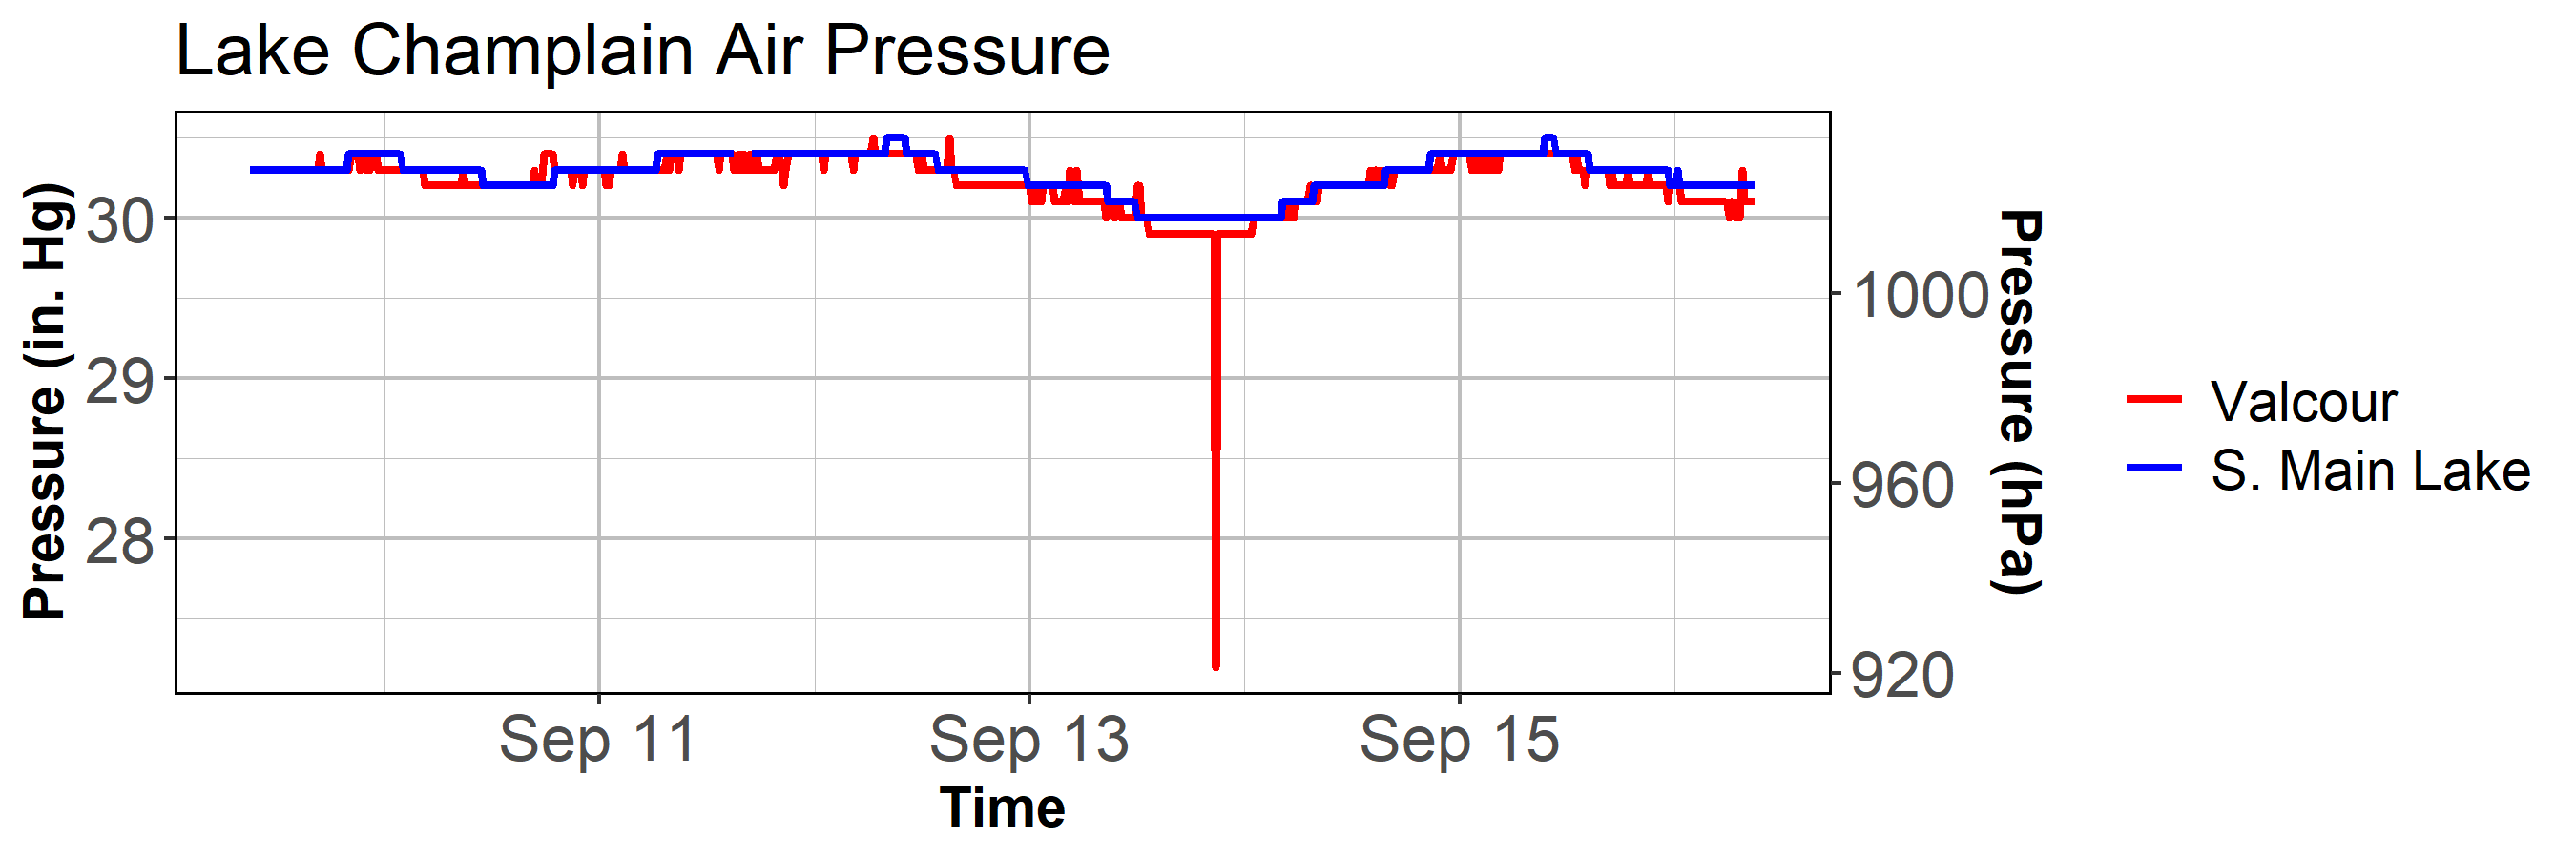 Lake Champlain Air Pressure
Pressure (in. Hg)
30
29
28
1000
960
920
Pressure (hPa)
Valcour
S. Main Lake
Sep 11
Sep 13
Sep 15
Time